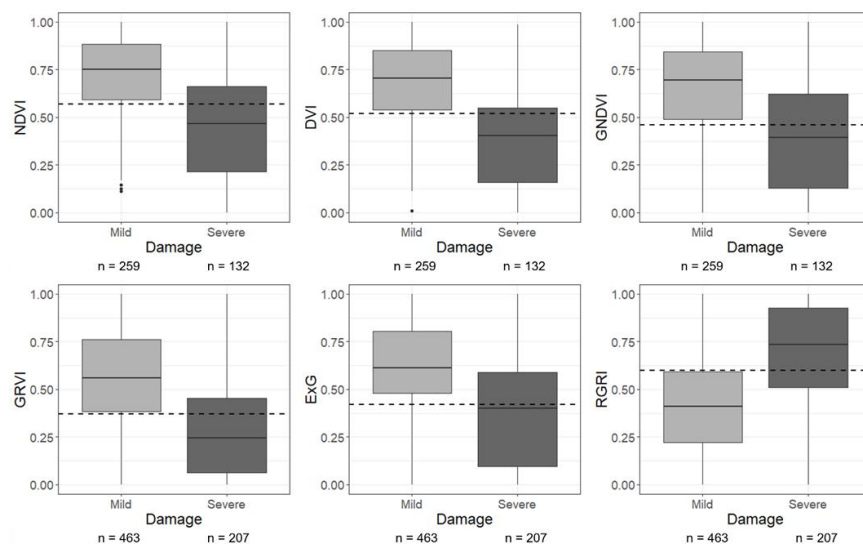 NDVI
1.00
0.75
0.50
0.25
0.00
Mild Severe
Damage
n = 259 n = 132
DVI
1.00
0.75
0.50
0.25
0.00
Mild Severe
Damage
n = 259 n = 132
GNDVI
1.00
0.75
0.50
0.25
0.00
Mild Severe
Damage
n = 259 n = 132
GRVI
1.00
0.75
0.50
0.25
0.00
Mild Severe
Damage
n = 463 n = 207
ExG
1.00
0.75
0.50
0.25
0.00
Mild Severe
Damage
n = 463 n = 207
RGRI
1.00
0.75
0.50
0.25
0.00
Mild Severe
Damage
n = 463 n = 207